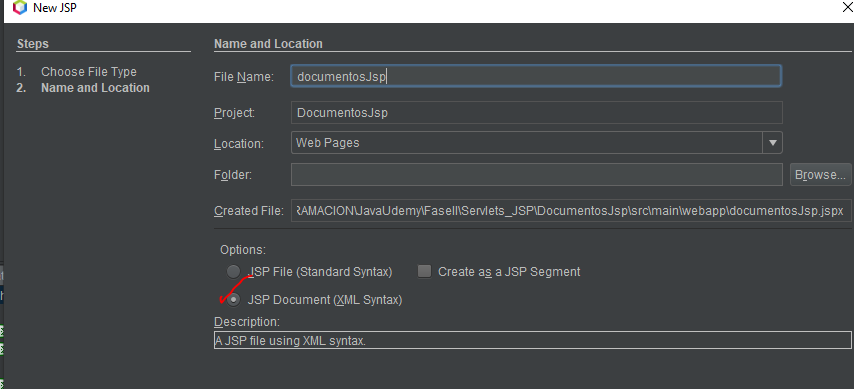 New JSP
Steps
1. Choose File Type
2. Name and Location
Name and Location
File Name: documentosJsp
Project: DocumentosJsp
Location: Web Pages
Folder: Browse...
Created File: RAMACION\JavaUdemy\FaseII\Servlets_JSP\DocumentosJsp\src\main\webapp\documentosJsp.jspx
Options:
JSP File (Standard Syntax) Create as a JSP Segment
JSP Document (XML Syntax)
Description:
A JSP file using XML syntax.